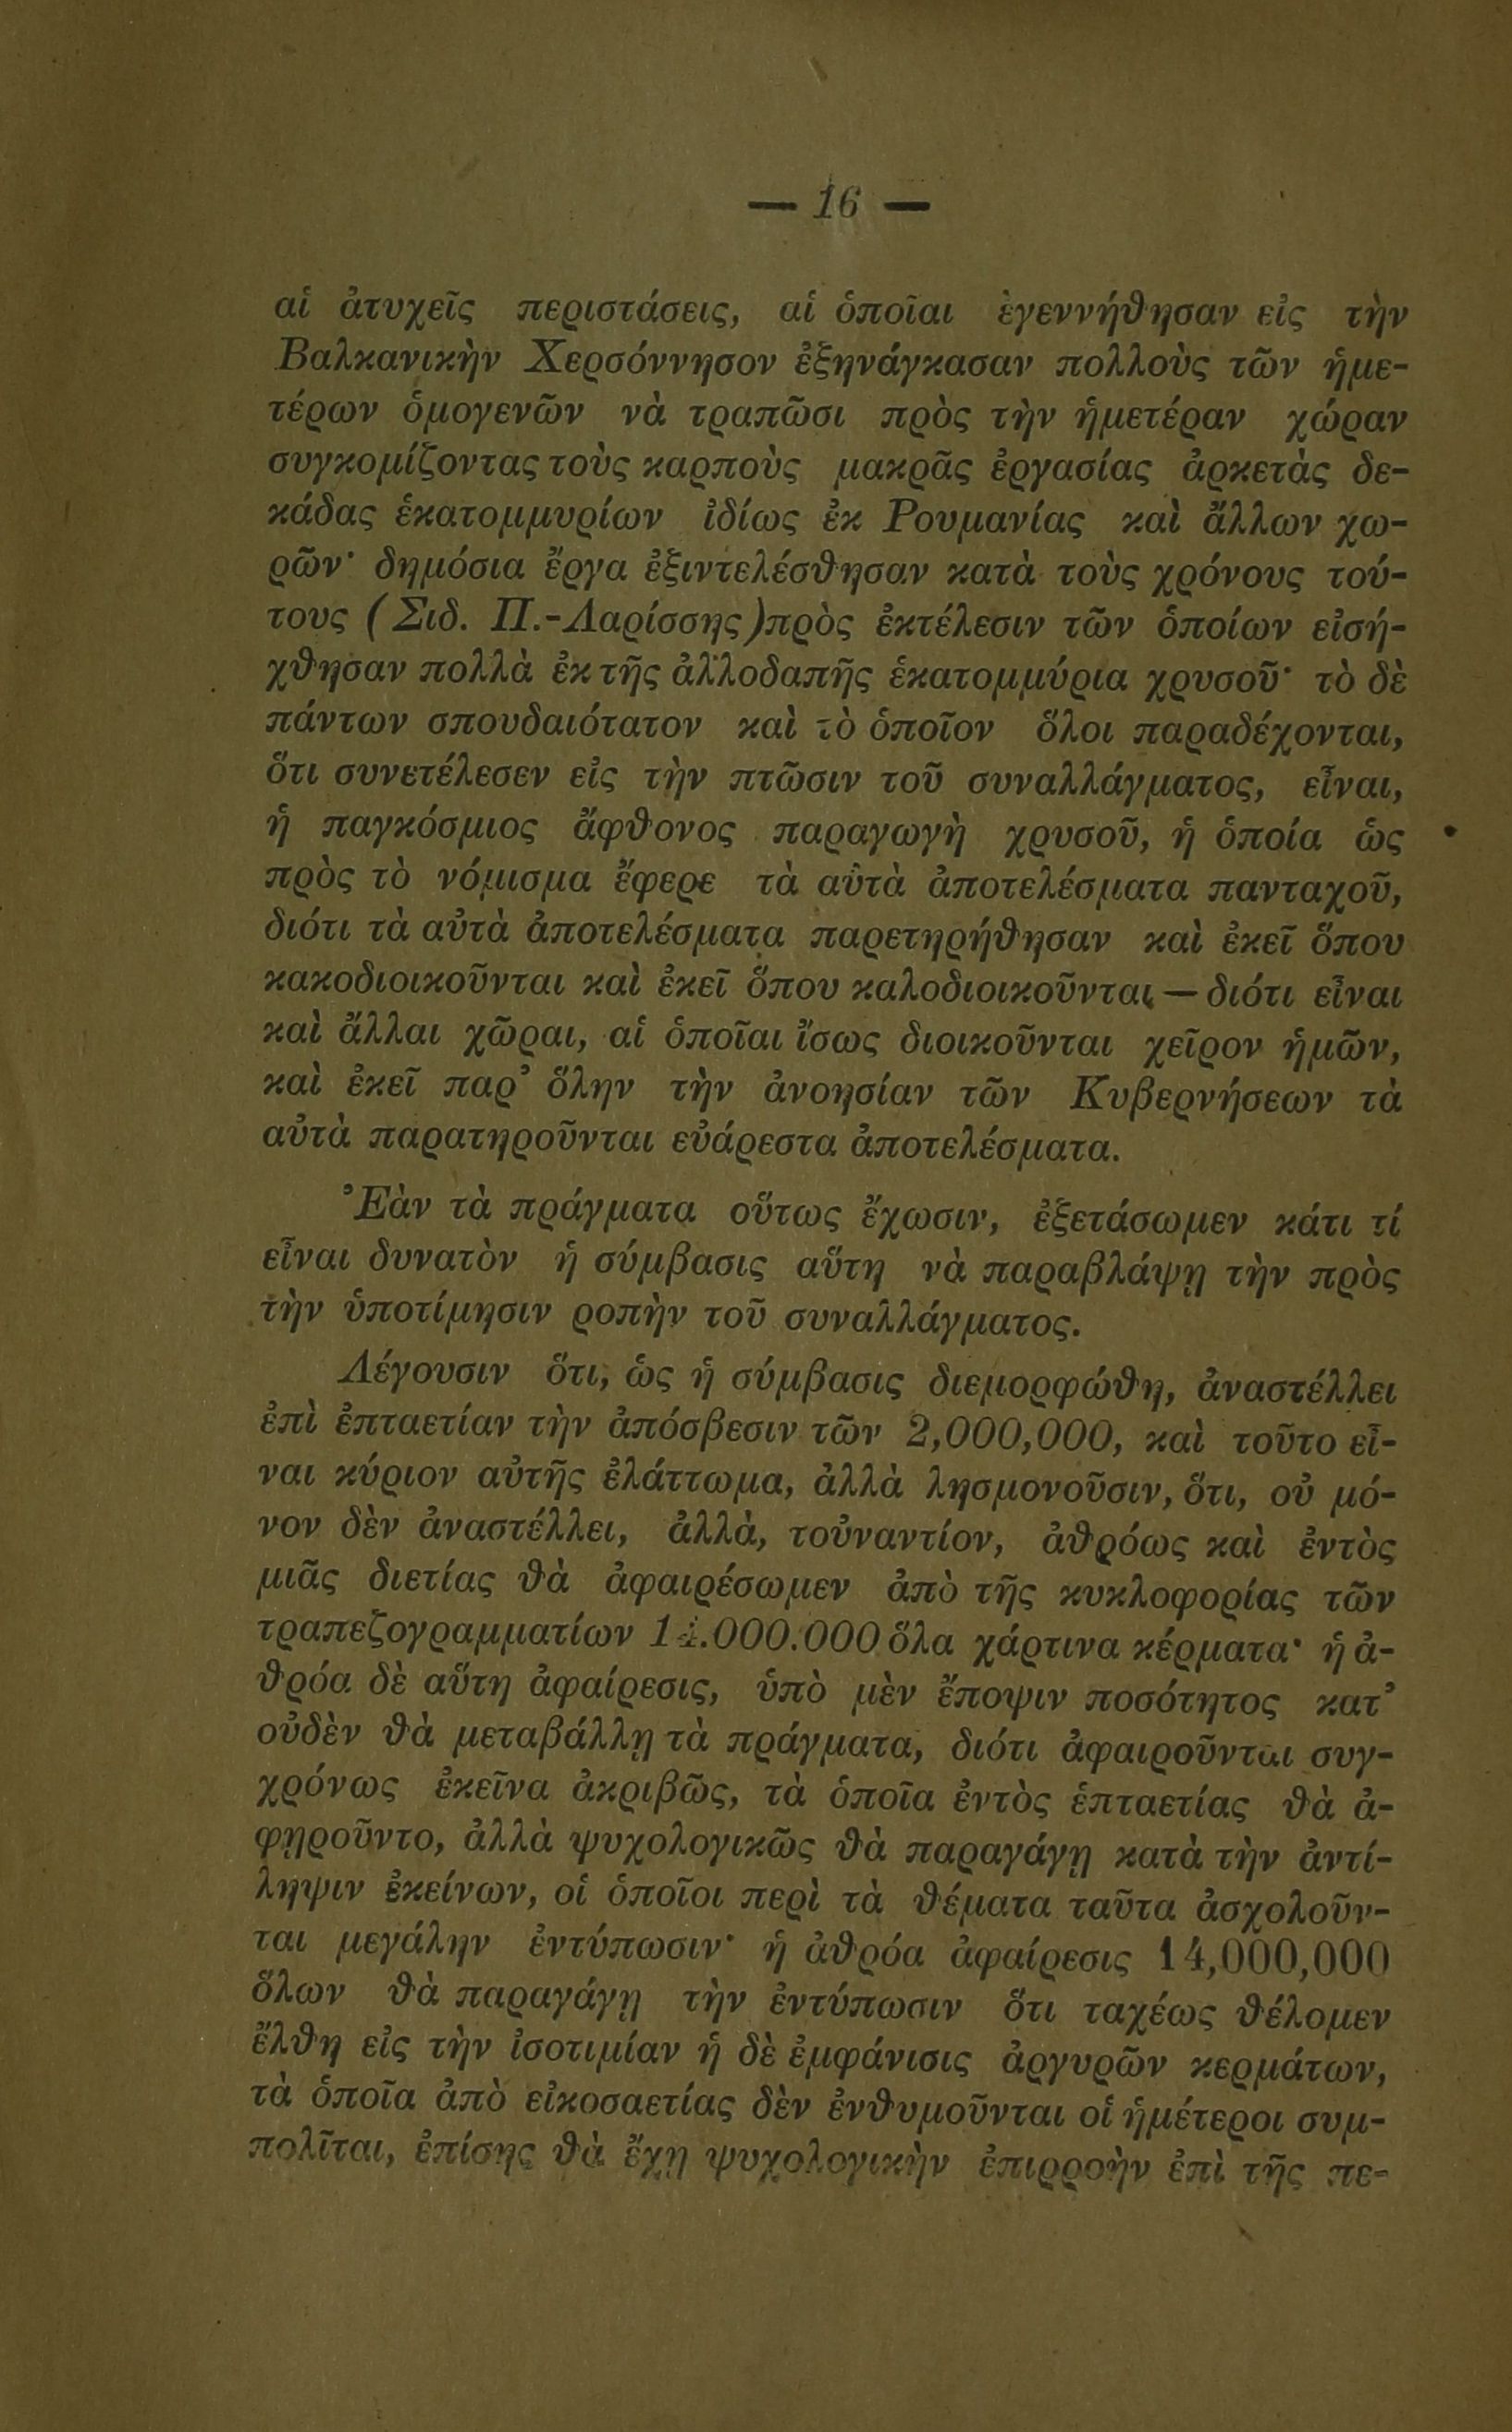 — 16 —
αἱ ἀτυχεῖς περιστάσεις, αἱ ὁποῖαι ἐγεννήθησαν εἰς τὴν
Βαλκανικὴν Χερσόννησον ἐξηνάγκασαν πολλοὺς τῶν ἡμε-
τέρων ὁμογενῶν νὰ τραπῶσι πρὸς τὴν ἡμετέραν χώραν
συγκομίζοντας τοὺς καρποὺς μακρᾶς ἐργασίας ἀρκετὰς δε-
κάδας ἑκατομμυρίων ἰδίως ἐκ Ρουμανίας καὶ ἄλλων χω-
ρῶν· δημόσια ἔργα ἐξιντελέσθησαν κατὰ τοὺς χρόνους τού-
τους (Σιδ. Π.-Λαρίσσης)πρὸς ἐκτέλεσιν τῶν ὁποίων εἰσή-
χθησαν πολλὰ ἐκ τῆς ἀλλοδαπῆς ἑκατομμύρια χρυσοῦ· τὸ δὲ
πάντων σπουδαιότατον καὶ τὸ ὁποῖον ὅλοι παραδέχονται,
ὅτι συνετέλεσεν εἰς τὴν πτῶσιν τοῦ συναλλάγματος, εἶναι,
ἡ παγκόσμιος ἄφθονος παραγωγὴ χρυσοῦ, ἡ ὁποία ὡς
πρὸς τὸ νόμισμα ἔφερε τὰ αὐτὰ ἀποτελέσματα πανταχοῦ,
διότι τὰ αὐτὰ ἀποτελέσματα παρετηρήθησαν καὶ ἐκεῖ ὅπου
κακοδιοικοῦνται καὶ ἐκεῖ ὅπου καλοδιοικοῦνται — διότι εἶναι
καὶ ἄλλαι χῶραι, αἱ ὁποῖαι ἴσως διοικοῦνται χεῖρον ἡμῶν,
καὶ ἐκεῖ παρ’ ὅλην τὴν ἀνοησίαν τῶν Κυβερνήσεων τὰ
αὐτὰ παρατηροῦνται εὐάρεστα ἀποτελέσματα.
Ἐὰν τὰ πράγματα οὕτως ἔχωσιν, ἐξετάσωμεν κάτι τί
εἶναι δυνατὸν ἡ σύμβασις αὕτη νὰ παραβλάψῃ τὴν πρὸς
τὴν ὑποτίμησιν ροπὴν τοῦ συναλλάγματος.
Λέγουσιν ὅτι, ὡς ἡ σύμβασις διεμορφώθη, ἀναστέλλει
ἐπὶ ἑπταετίαν τὴν ἀπόσβεσιν τῶν 2,000,000, καὶ τοῦτο εἶ-
ναι κύριον αὐτῆς ἐλάττωμα, ἀλλὰ λησμονοῦσιν, ὅτι, οὐ μό-
νον δὲν ἀναστέλλει, ἀλλὰ, τοὐναντίον, ἀθρόως καὶ ἐντὸς
μιᾶς διετίας θὰ ἀφαιρέσωμεν ἀπὸ τῆς κυκλοφορίας τῶν
τραπεζογραμματίων 14.000.000 ὅλα χάρτινα κέρματα· ἡ ἀ-
θρόα δὲ αὕτη ἀφαίρεσις, ὑπὸ μὲν ἔποψιν ποσότητος κατ’
οὐδὲν θὰ μεταβάλλῃ τὰ πράγματα, διότι ἀφαιροῦνται συγ-
χρόνως ἐκεῖνα ἀκριβῶς, τὰ ὁποῖα ἐντὸς ἑπταετίας θὰ ἀ-
φῃροῦντο, ἀλλὰ ψυχολογικῶς θὰ παραγάγῃ κατὰ τὴν ἀντί-
ληψιν ἐκείνων, οἱ ὁποῖοι περὶ τὰ θέματα ταῦτα ἀσχολοῦν-
ται μεγάλην ἐντύπωσιν· ἡ ἀθρόα ἀφαίρεσις 14,000,000
ὅλων θὰ παραγάγῃ τὴν ἐντύπωσιν ὅτι ταχέως θέλομεν
ἔλθη εἰς τὴν ἰσοτιμίαν ἡ δὲ ἐμφάνισις ἀργυρῶν κερμάτων,
τὰ ὁποῖα ἀπὸ εἰκοσαετίας δὲν ἐνθυμοῦνται οἱ ἡμέτεροι συμ-
πολῖται, ἐπίσης θὰ ἔχῃ ψυχολογικὴν ἐπιρροὴν ἐπὶ τῆς πε-